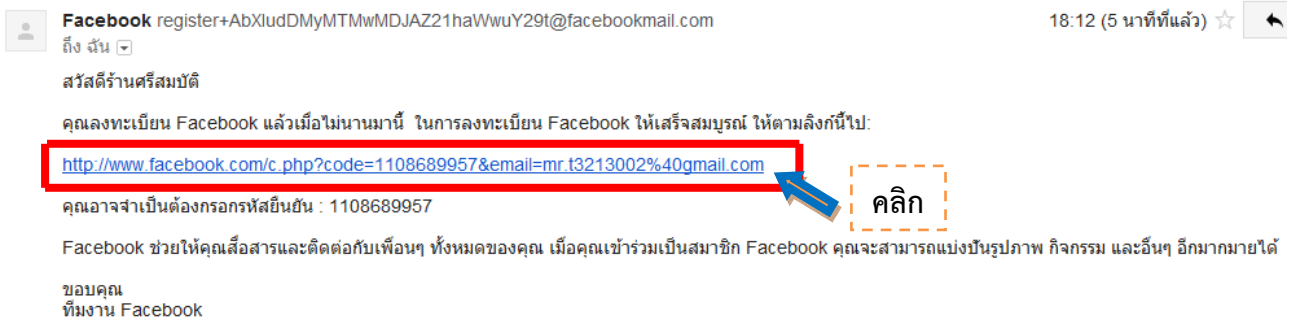 Facebook register+AbXludDMyMTMwMDJAZ21haWwuY29t@facebookmail.com 18:12 (5 นาทีที่แล้ว)
ถึง ฉัน
สวัสดีร้านศรีสมบัติ
คุณลงทะเบียน Facebook แล้วเมื่อไม่นานมานี้ ในการลงทะเบียน Facebook ให้เสร็จสมบูรณ์ ให้ตามลิงก์นี้ไป:
http://www.facebook.com/c.php?code=1108689957&email=mr.t3213002%40gmail.com
คลิก
คุณอาจจำเป็นต้องกรอกรหัสยืนยัน : 1108689957
Facebook ช่วยให้คุณสื่อสารและติดต่อกับเพื่อนๆ ทั้งหมดของคุณ เมื่อคุณเข้าร่วมเป็นสมาชิก Facebook คุณจะสามารถแบ่งปันรูปภาพ กิจกรรม และอื่นๆ อีกมากมายได้
ขอบคุณ
ทีมงาน Facebook